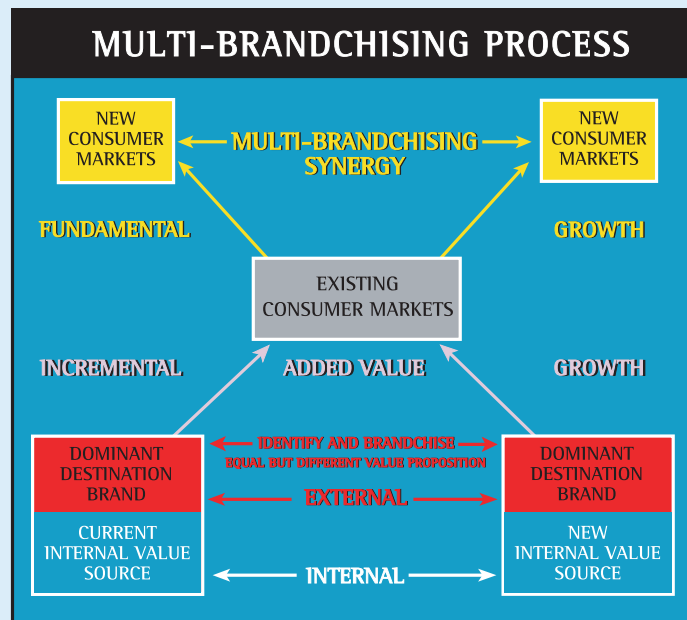 MULTI-BRANDCHISING PROCESS
NEW
CONSUMER
MARKETS
MULTI-BRANDCHISING
SYNERGY
NEW
CONSUMER
MARKETS
FUNDAMENTAL
GROWTH
EXISTING
CONSUMER MARKETS
INCREMENTAL
ADDED VALUE
GROWTH
DOMINANT
DESTINATION
BRAND
IDENTIFY AND BRANDCHISE
EQUAL BUT DIFFERENT VALUE PROPOSITION
EXTERNAL
DOMINANT
DESTINATION
BRAND
CURRENT
INTERNAL VALUE
SOURCE
INTERNAL
NEW
INTERNAL VALUE
SOURCE